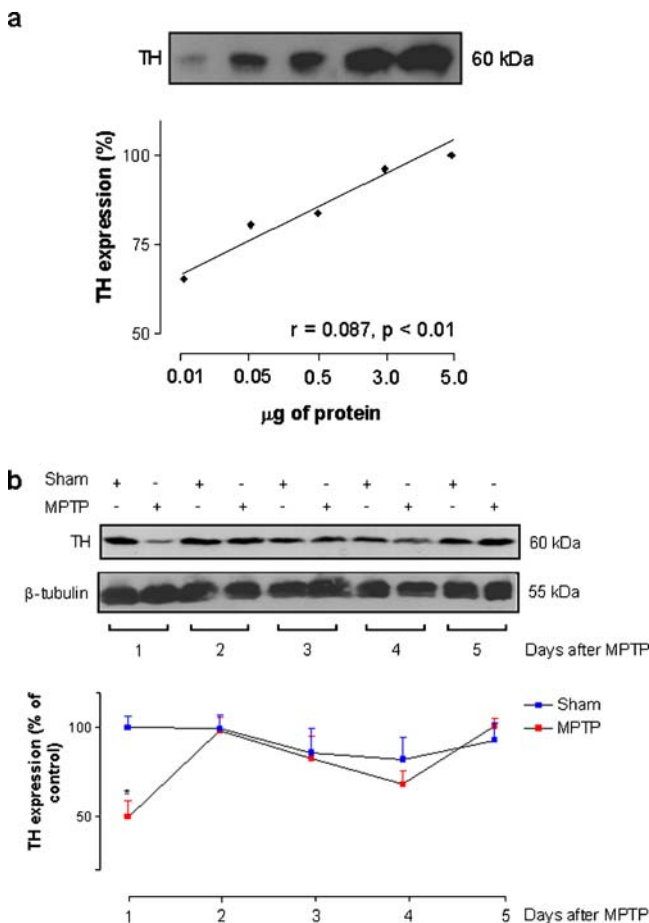 a
TH 60 kDa
TH expression (%)
100
75
50
r = 0.087, p < 0.01
0.01 0.05 0.5 3.0 5.0
µg of protein
b
Sham + - + - + - + - + -
MPTP - + - + - + - + - +
TH 60 kDa
β-tubulin 55 kDa
1 2 3 4 5 Days after MPTP
TH expression (% of control)
100
50
*
Sham
MPTP
1 2 3 4 5 Days after MPTP